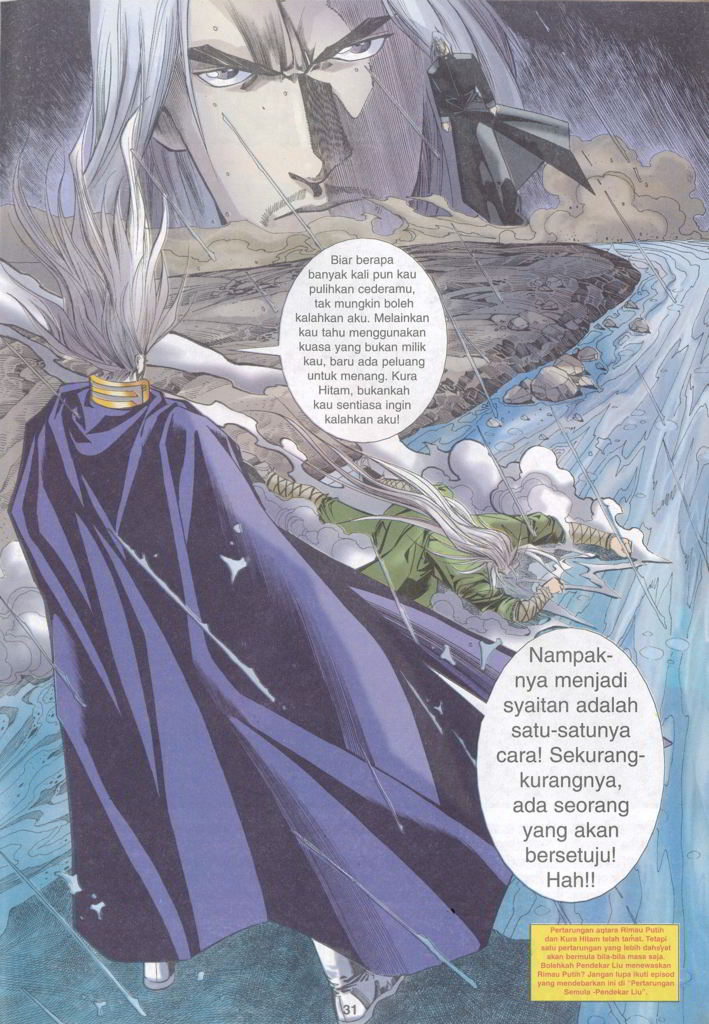 Biar berapa
banyak kali pun kau
pulihkan cederamu,
tak mungkin boleh
kalahkan aku. Melainkan
kau tahu menggunakan
kuasa yang bukan milik
kau, baru ada peluang
untuk menang. Kura
Hitam, bukankah
kau sentiasa ingin
kalahkan aku!
Nampak-
nya menjadi
syaitan adalah
satu-satunya
cara! Sekurang-
kurangnya,
ada seorang
yang akan
bersetuju!
Hah!!
Pertarungan antara Rimau Putih
dan Kura Hitam telah tamat. Tetapi
satu pertarungan yang lebih dahsyat
akan bermula bila-bila masa saja.
Bolehkah Pendekar Liu menewaskan
Rimau Putih? Jangan lupa ikuti episod
yang mendebarkan ini di "Pertarungan
Semula -Pendekar Liu".
31